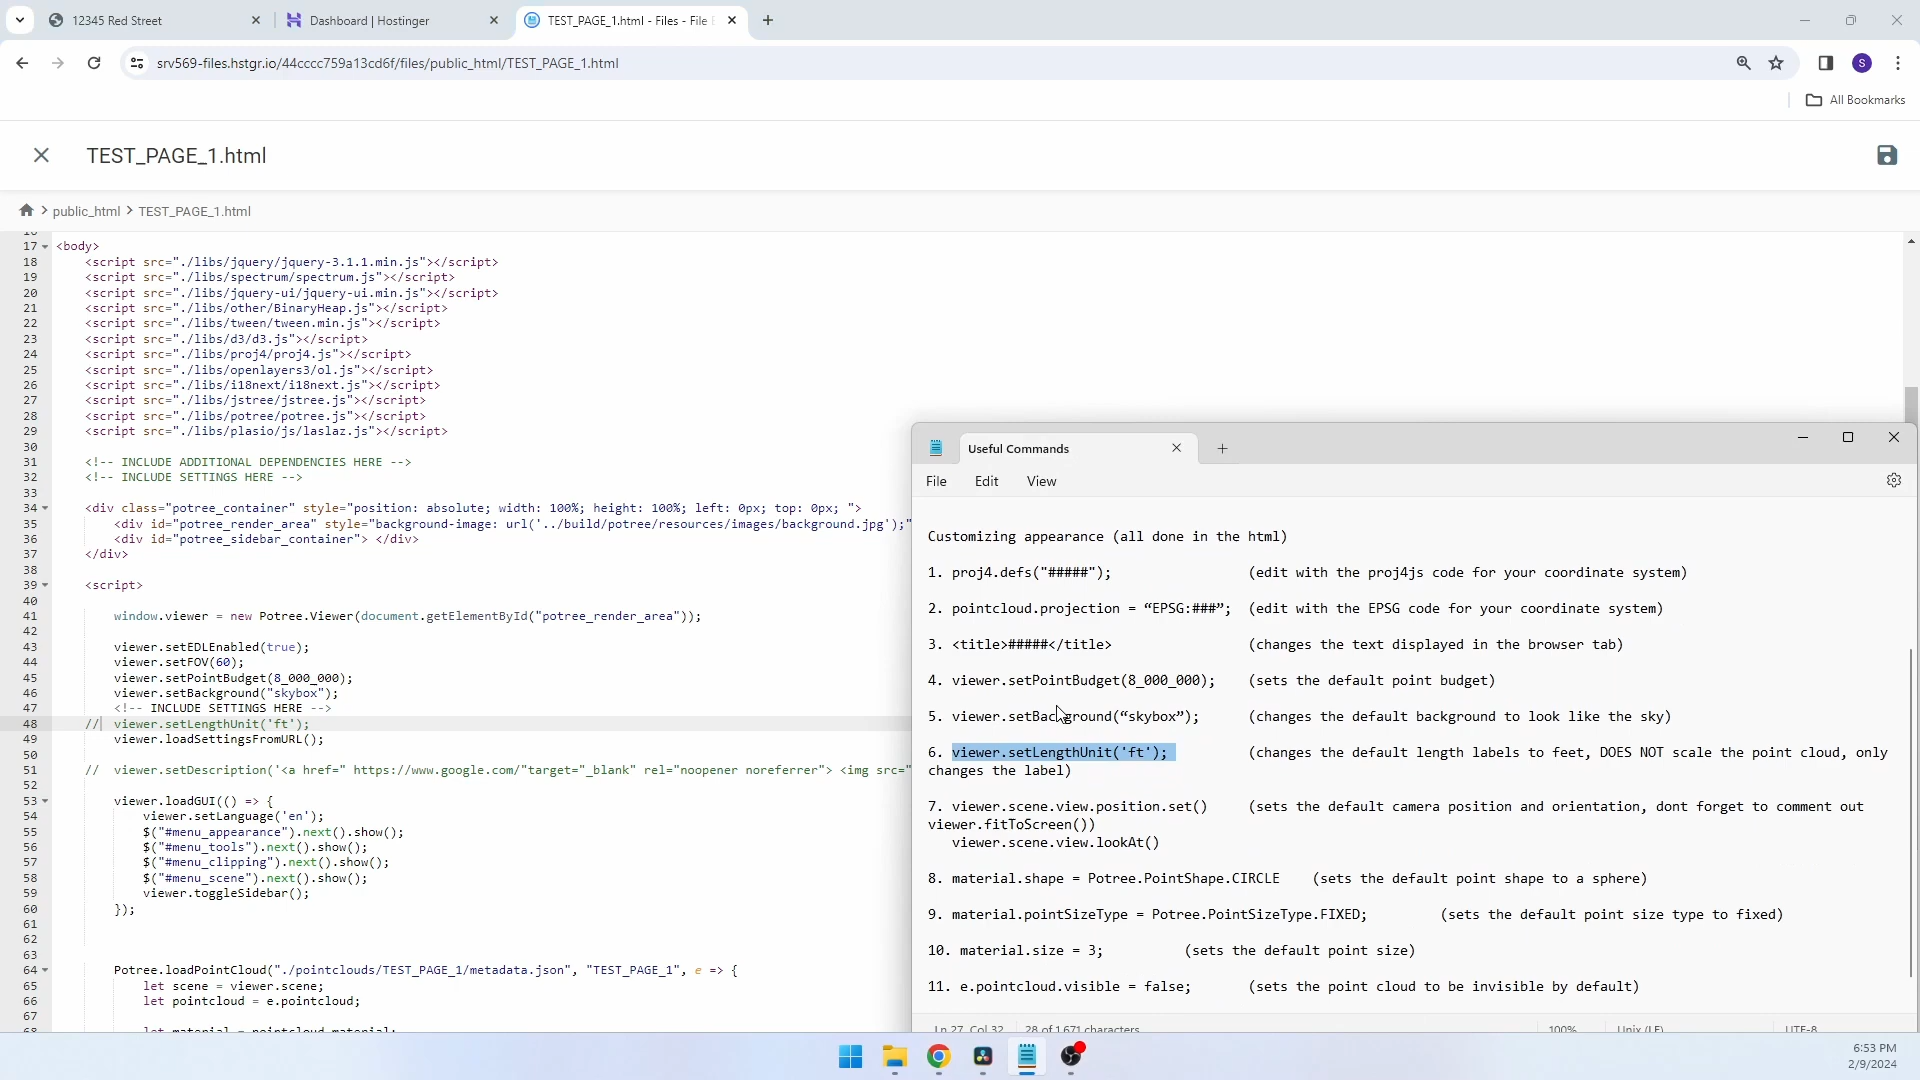 12345 Red Street
Dashboard | Hostinger
TEST_PAGE_1.html - Files - File
srv569-files.hstgr.io/44cccc759a13cd6f/files/public_html/TEST_PAGE_1.html
S
All Bookmarks
TEST_PAGE_1.html
public_html > TEST_PAGE_1.html
16
17 <body>
18 <script src="./libs/jquery/jquery-3.1.1.min.js"></script>
19 <script src="./libs/spectrum/spectrum.js"></script>
20 <script src="./libs/jquery-ui/jquery-ui.min.js"></script>
21 <script src="./libs/other/BinaryHeap.js"></script>
22 <script src="./libs/tween/tween.min.js"></script>
23 <script src="./libs/d3/d3.js"></script>
24 <script src="./libs/proj4/proj4.js"></script>
25 <script src="./libs/openlayers3/ol.js"></script>
26 <script src="./libs/i18next/i18next.js"></script>
27 <script src="./libs/jstree/jstree.js"></script>
28 <script src="./libs/potree/potree.js"></script>
29 <script src="./libs/plasio/js/laslaz.js"></script>
30
31 <!-- INCLUDE ADDITIONAL DEPENDENCIES HERE -->
32 <!-- INCLUDE SETTINGS HERE -->
33
34 <div class="potree_container" style="position: absolute; width: 100%; height: 100%; left: 0px; top: 0px; ">
35 <div id="potree_render_area" style="background-image: url('../build/potree/resources/images/background.jpg');"
36 <div id="potree_sidebar_container"> </div>
37 </div>
38
39 <script>
40
41 window.viewer = new Potree.Viewer(document.getElementById("potree_render_area"));
42
43 viewer.setEDLEnabled(true);
44 viewer.setFOV(60);
45 viewer.setPointBudget(8_000_000);
46 viewer.setBackground("skybox");
47 <!-- INCLUDE SETTINGS HERE -->
48 // viewer.setLengthUnit('ft');
49 viewer.loadSettingsFromURL();
50
51 // viewer.setDescription('<a href=" https://www.google.com/"target="_blank" rel="noopener noreferrer"> <img src="
52
53 viewer.loadGUI(() => {
54 viewer.setLanguage('en');
55 $("#menu_appearance").next().show();
56 $("#menu_tools").next().show();
57 $("#menu_clipping").next().show();
58 $("#menu_scene").next().show();
59 viewer.toggleSidebar();
60 });
61
62
63
64 Potree.loadPointCloud("./pointclouds/TEST_PAGE_1/metadata.json", "TEST_PAGE_1", e => {
65 let scene = viewer.scene;
66 let pointcloud = e.pointcloud;
67
68 let material = pointcloud.material;
Useful Commands
File Edit View
Customizing appearance (all done in the html)
1. proj4.defs("#####"); (edit with the proj4js code for your coordinate system)
2. pointcloud.projection = “EPSG:###”; (edit with the EPSG code for your coordinate system)
3. <title>#####</title> (changes the text displayed in the browser tab)
4. viewer.setPointBudget(8_000_000); (sets the default point budget)
5. viewer.setBackground(“skybox”); (changes the default background to look like the sky)
6. viewer.setLengthUnit('ft'); (changes the default length labels to feet, DOES NOT scale the point cloud, only
changes the label)
7. viewer.scene.view.position.set() (sets the default camera position and orientation, dont forget to comment out
viewer.fitToScreen())
viewer.scene.view.lookAt()
8. material.shape = Potree.PointShape.CIRCLE (sets the default point shape to a sphere)
9. material.pointSizeType = Potree.PointSizeType.FIXED; (sets the default point size type to fixed)
10. material.size = 3; (sets the default point size)
11. e.pointcloud.visible = false; (sets the point cloud to be invisible by default)
Ln 27, Col 32 28 of 1,671 characters 100% Unix (LF) UTF-8
6:53 PM
2/9/2024